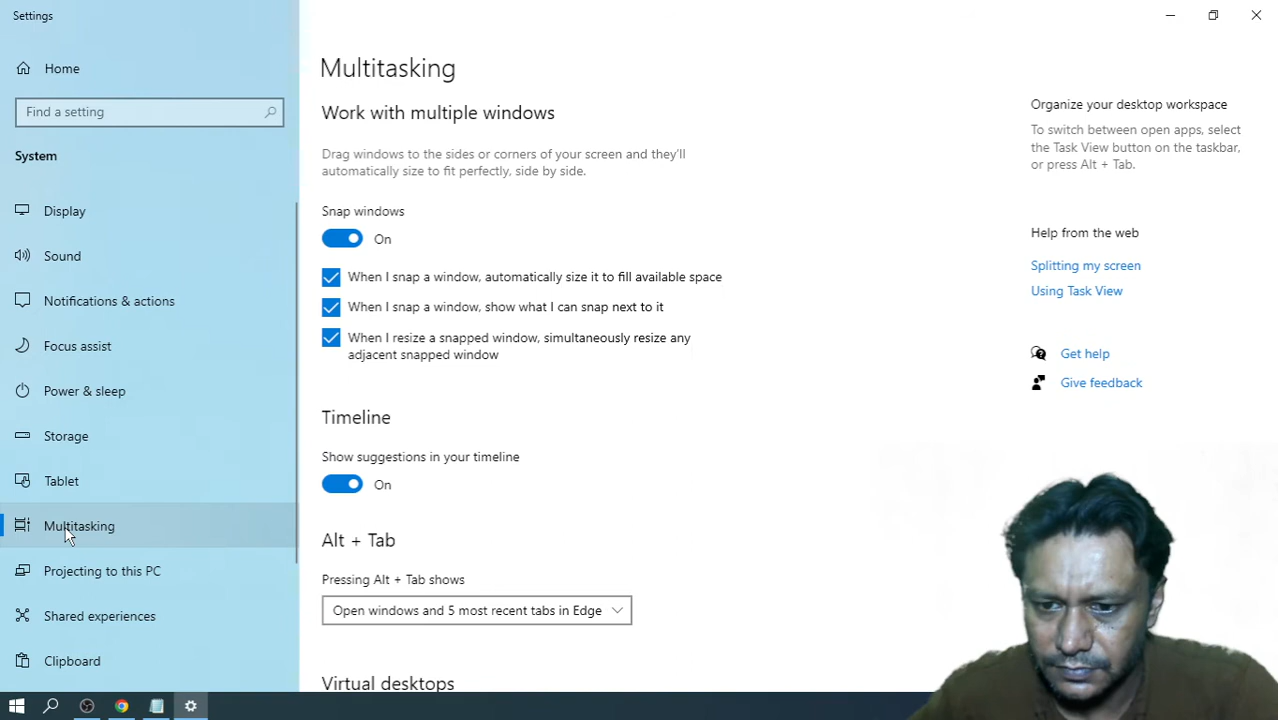 Settings
Home
Find a setting
System
Display
Sound
Notifications & actions
Focus assist
Power & sleep
Storage
Tablet
Multitasking
Projecting to this PC
Shared experiences
Clipboard
Multitasking
Work with multiple windows
Drag windows to the sides or corners of your screen and they'll
automatically size to fit perfectly, side by side.
Snap windows
On
When I snap a window, automatically size it to fill available space
When I snap a window, show what I can snap next to it
When I resize a snapped window, simultaneously resize any
adjacent snapped window
Timeline
Show suggestions in your timeline
On
Alt + Tab
Pressing Alt + Tab shows
Open windows and 5 most recent tabs in Edge
Virtual desktops
Organize your desktop workspace
To switch between open apps, select
the Task View button on the taskbar,
or press Alt + Tab.
Help from the web
Splitting my screen
Using Task View
Get help
Give feedback